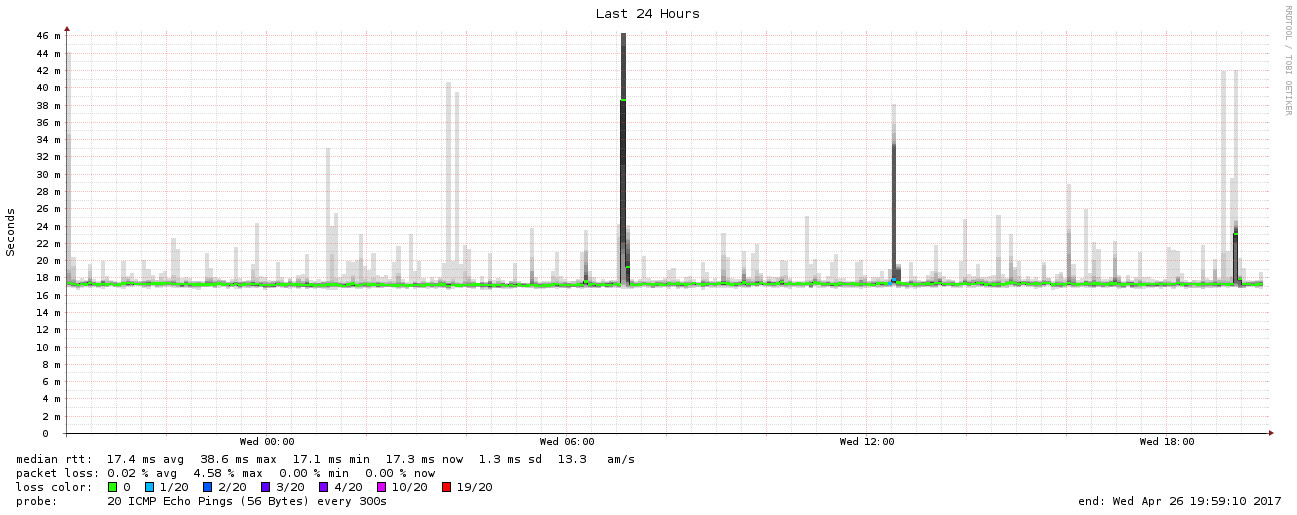 Last 24 Hours
RRDTOOL / TOBI OETIKER
Seconds
46 m
44 m
42 m
40 m
38 m
36 m
34 m
32 m
30 m
28 m
26 m
24 m
22 m
20 m
18 m
16 m
14 m
12 m
10 m
8 m
6 m
4 m
2 m
0
Wed 00:00 Wed 06:00 Wed 12:00 Wed 18:00
median rtt: 17.4 ms avg 38.6 ms max 17.1 ms min 17.3 ms now 1.3 ms sd 13.3 am/s
packet loss: 0.02 % avg 4.58 % max 0.00 % min 0.00 % now
loss color: 0 1/20 2/20 3/20 4/20 10/20 19/20
probe: 20 ICMP Echo Pings (56 Bytes) every 300s end: Wed Apr 26 19:59:10 2017